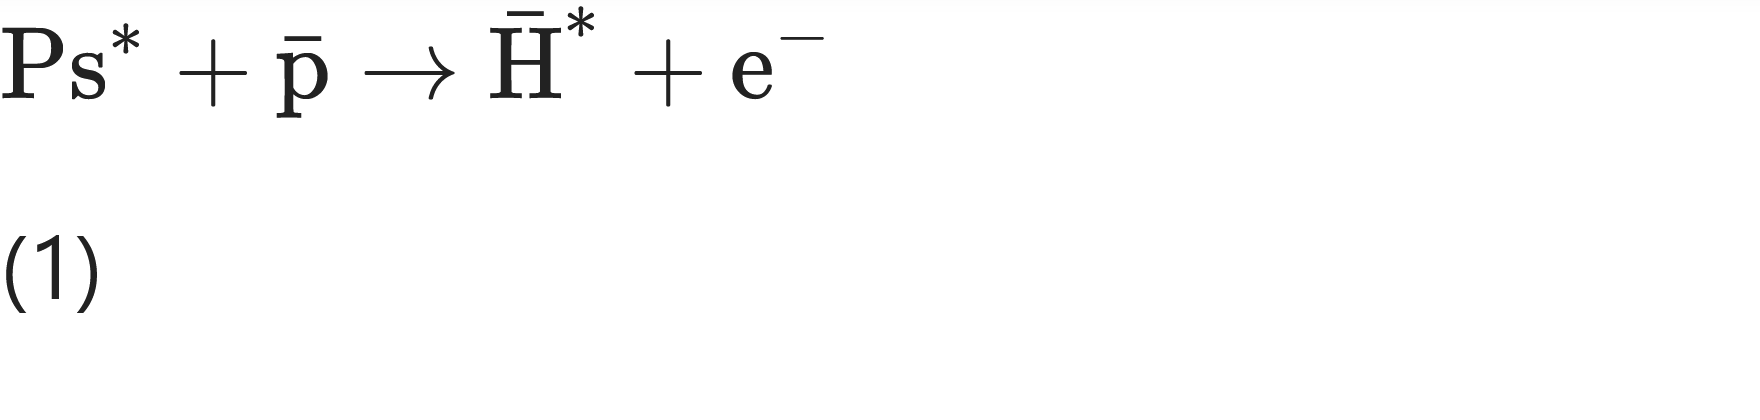 Ps* + p̄ → H̄* + e⁻
(1)